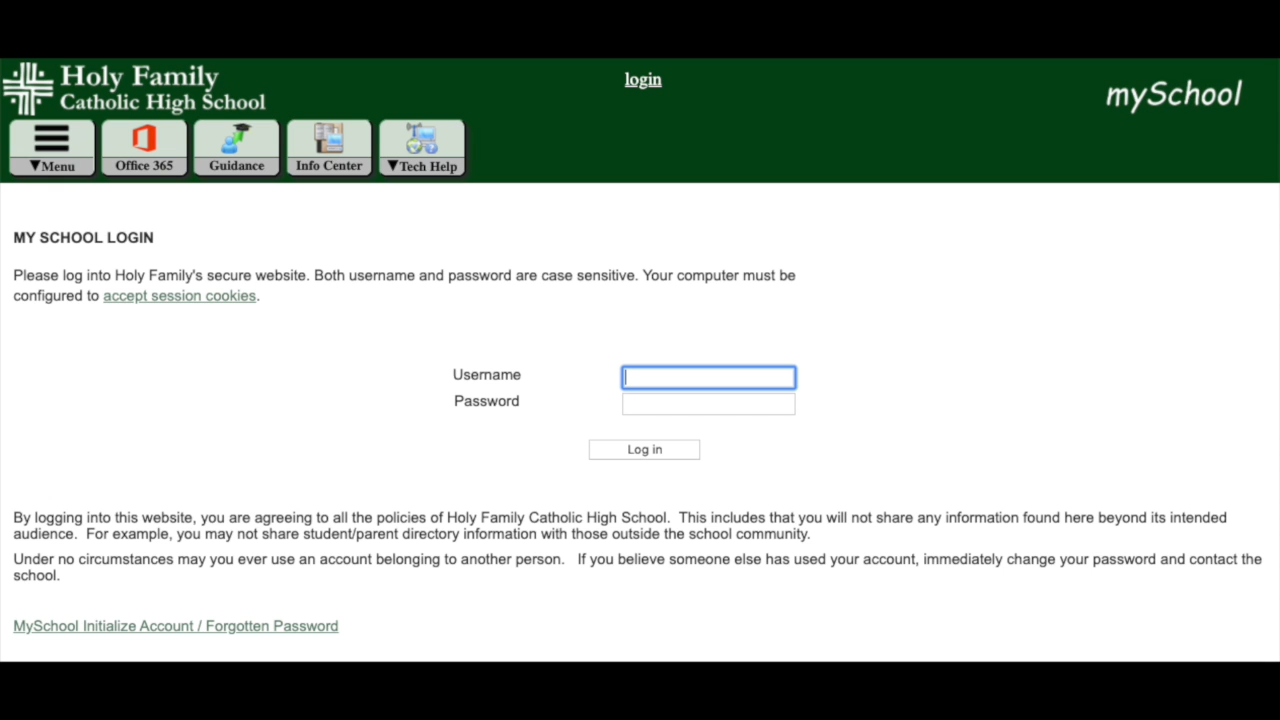 Holy Family
Catholic High School
login
mySchool
▼Menu
Office 365
Guidance
Info Center
▼Tech Help
MY SCHOOL LOGIN
Please log into Holy Family's secure website. Both username and password are case sensitive. Your computer must be
configured to accept session cookies.
Username
Password
Log in
By logging into this website, you are agreeing to all the policies of Holy Family Catholic High School.  This includes that you will not share any information found here beyond its intended
audience.  For example, you may not share student/parent directory information with those outside the school community.
Under no circumstances may you ever use an account belonging to another person.   If you believe someone else has used your account, immediately change your password and contact the
school.
MySchool Initialize Account / Forgotten Password